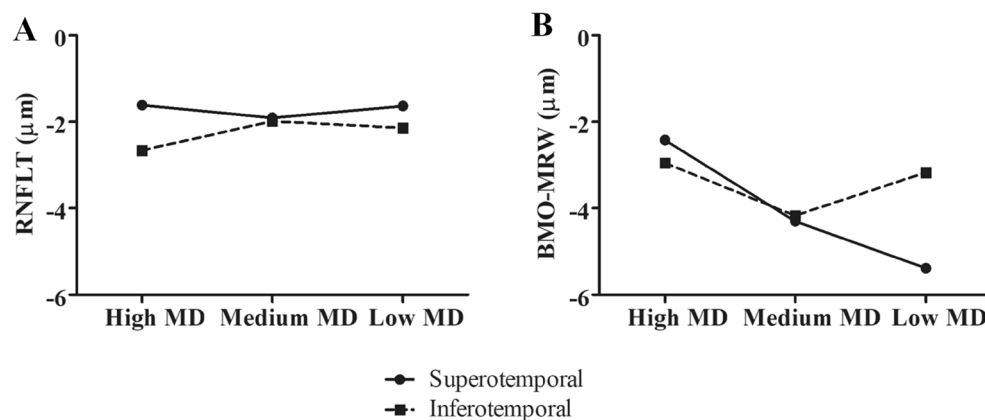 A
RNFLT (μm)
0
-2
-4
-6
High MD Medium MD Low MD
B
BMO-MRW (μm)
0
-2
-4
-6
High MD Medium MD Low MD
Superotemporal
Inferotemporal